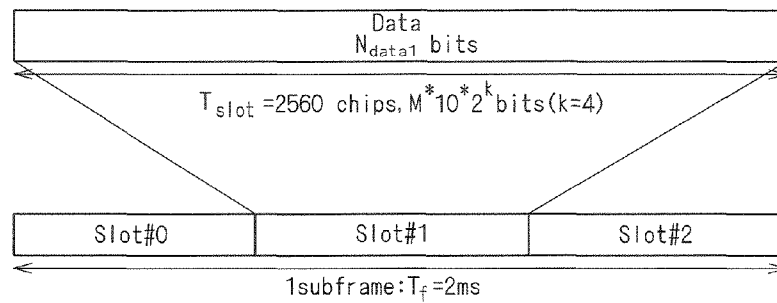 Data
N_data1 bits
T_slot =2560 chips, M*10*2^k bits(k=4)
Slot#0 Slot#1 Slot#2
1subframe:T_f=2ms